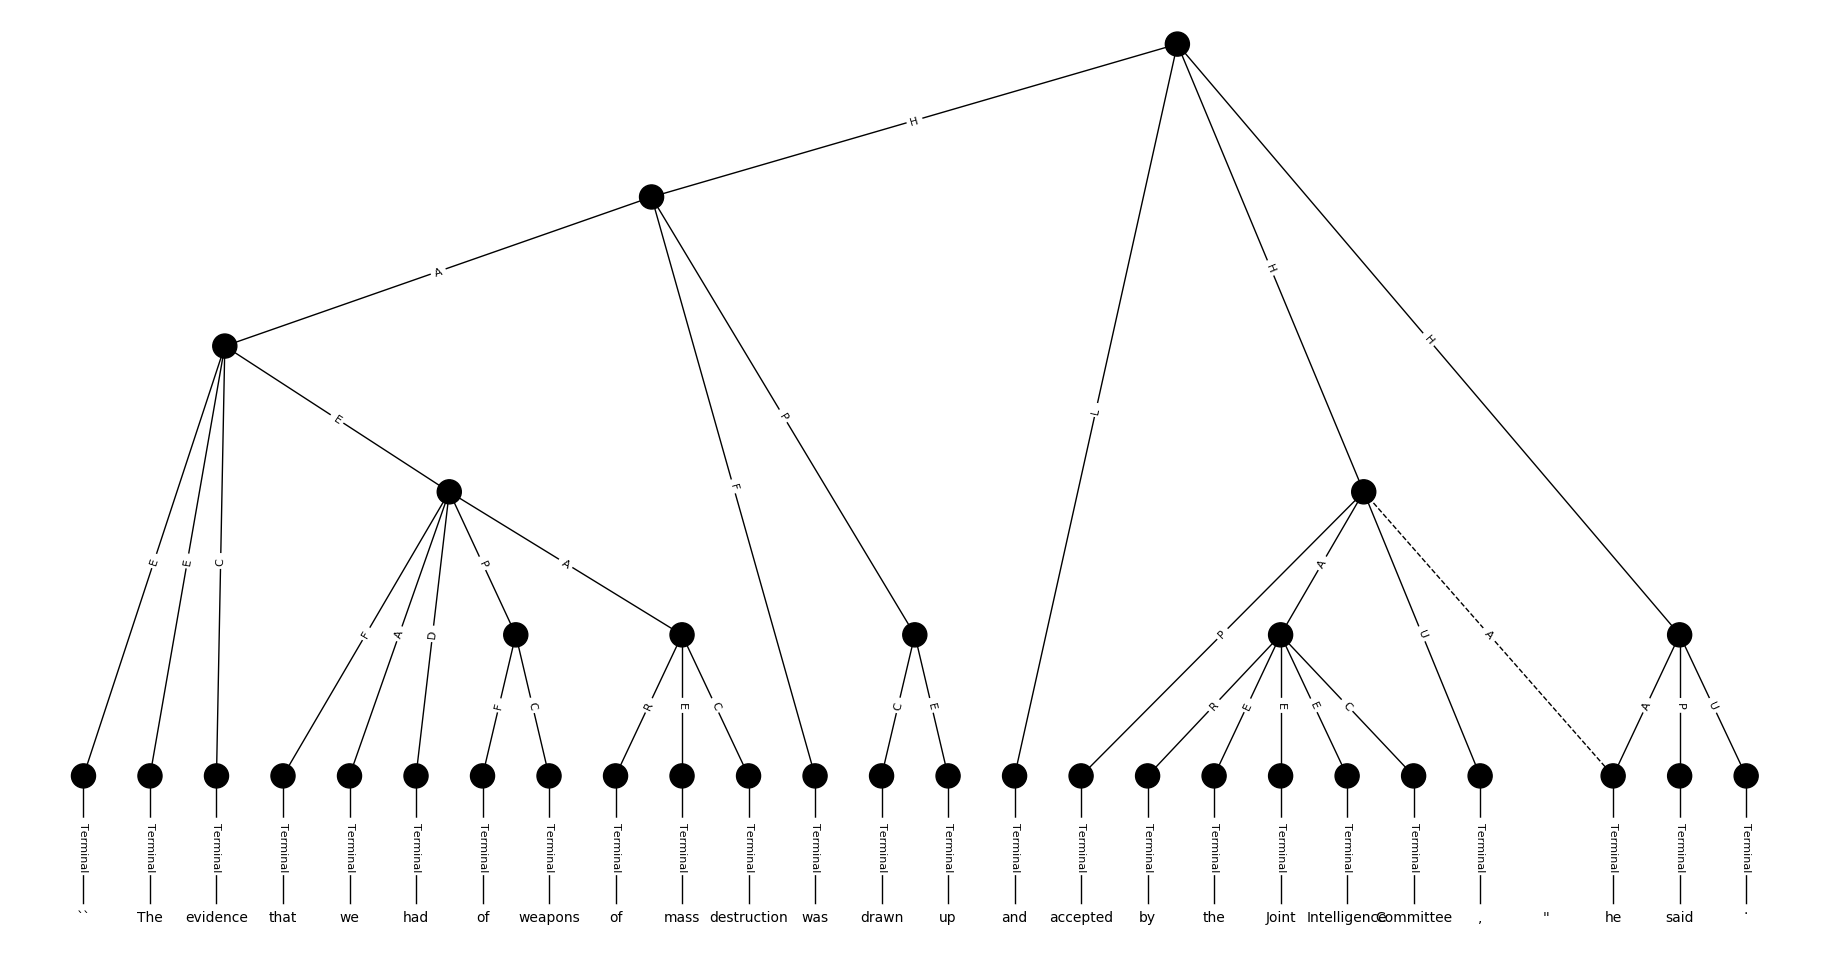 H
H
A
H
L
E
P
F
E
E
C
P
A
A
F
A
D
P
U
A
F
C
R
E
C
C
E
R
E
E
E
C
A
P
U
Terminal Terminal Terminal Terminal Terminal Terminal Terminal Terminal Terminal Terminal Terminal Terminal Terminal Terminal Terminal Terminal Terminal Terminal Terminal Terminal Terminal Terminal Terminal Terminal Terminal
`` The evidence that we had of weapons of mass destruction was drawn up and accepted by the Joint Intelligence Committee , " he said .